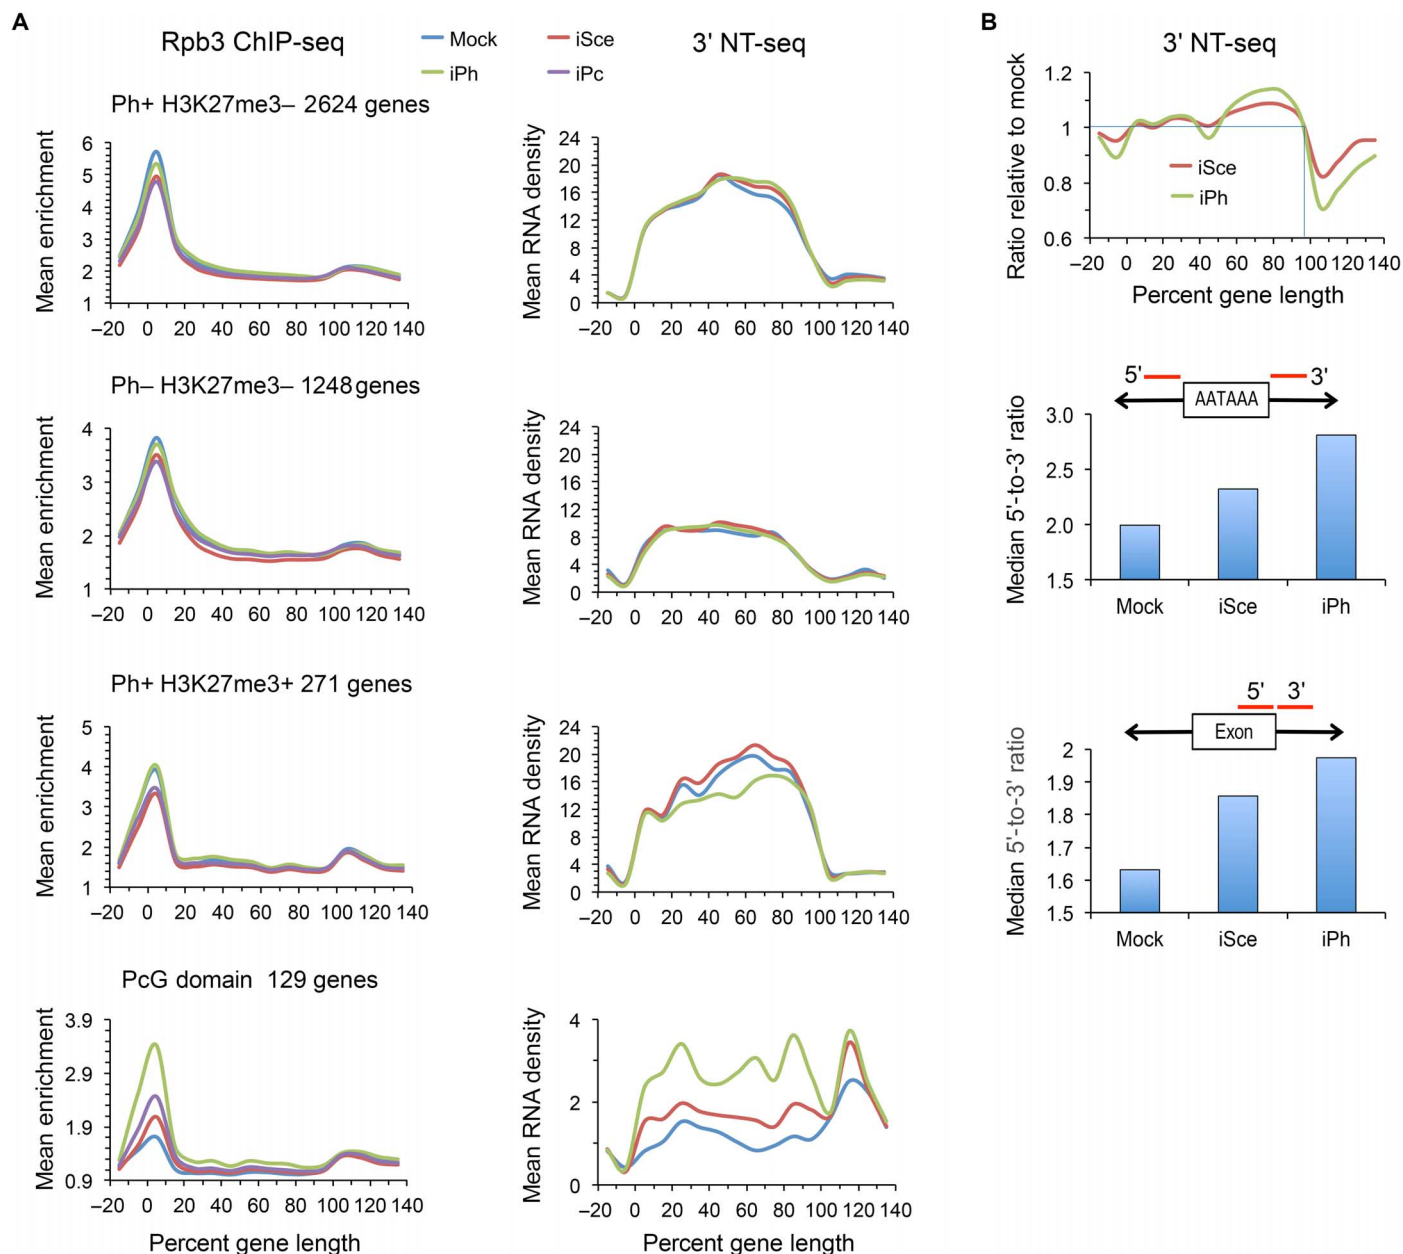 A
Rpb3 ChIP-seq
Mock
iSce
iPh
iPc
3' NT-seq
Ph+ H3K27me3– 2624 genes
Mean enrichment
6
5
4
3
2
1
–20 0 20 40 60 80 100 120 140
Mean RNA density
24
20
16
12
8
4
0
–20 0 20 40 60 80 100 120 140
Ph– H3K27me3– 1248 genes
Mean enrichment
4
3
2
1
–20 0 20 40 60 80 100 120 140
Mean RNA density
24
20
16
12
8
4
0
–20 0 20 40 60 80 100 120 140
Ph+ H3K27me3+ 271 genes
Mean enrichment
5
4
3
2
1
–20 0 20 40 60 80 100 120 140
Mean RNA density
24
20
16
12
8
4
0
–20 0 20 40 60 80 100 120 140
PcG domain 129 genes
Mean enrichment
3.9
2.9
1.9
0.9
–20 0 20 40 60 80 100 120 140
Percent gene length
Mean RNA density
4
2
0
–20 0 20 40 60 80 100 120 140
Percent gene length
B
3' NT-seq
Ratio relative to mock
1.2
1
0.8
0.6
iSce
iPh
–20 0 20 40 60 80 100 120 140
Percent gene length
5' 3'
AATAAA
Median 5'-to-3' ratio
3.0
2.5
2.0
1.5
Mock iSce iPh
5' 3'
Exon
Median 5'-to-3' ratio
2
1.9
1.8
1.7
1.6
1.5
Mock iSce iPh